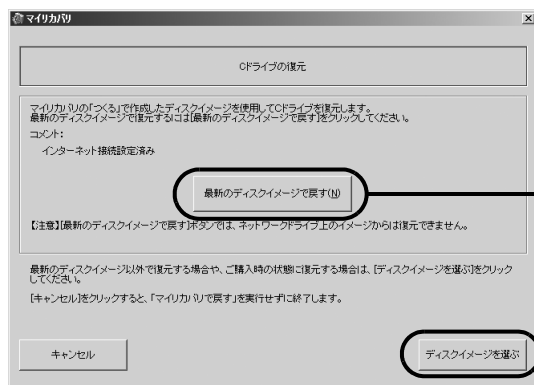 マイリカバリ
Cドライブの復元
マイリカバリの「つくる」で作成したディスクイメージを使用してCドライブを復元します。
最新のディスクイメージで復元するには[最新のディスクイメージで戻す]をクリックしてください。
コメント：
インターネット接続設定済み
最新のディスクイメージで戻す(N)
【注意】[最新のディスクイメージで戻す]ボタンでは、ネットワークドライブ上のイメージからは復元できません。
最新のディスクイメージ以外で復元する場合や、ご購入時の状態に復元する場合は、[ディスクイメージを選ぶ]をクリック
してください。
[キャンセル]をクリックすると、「マイリカバリで戻す」を実行せずに終了します。
キャンセル
ディスクイメージを選ぶ